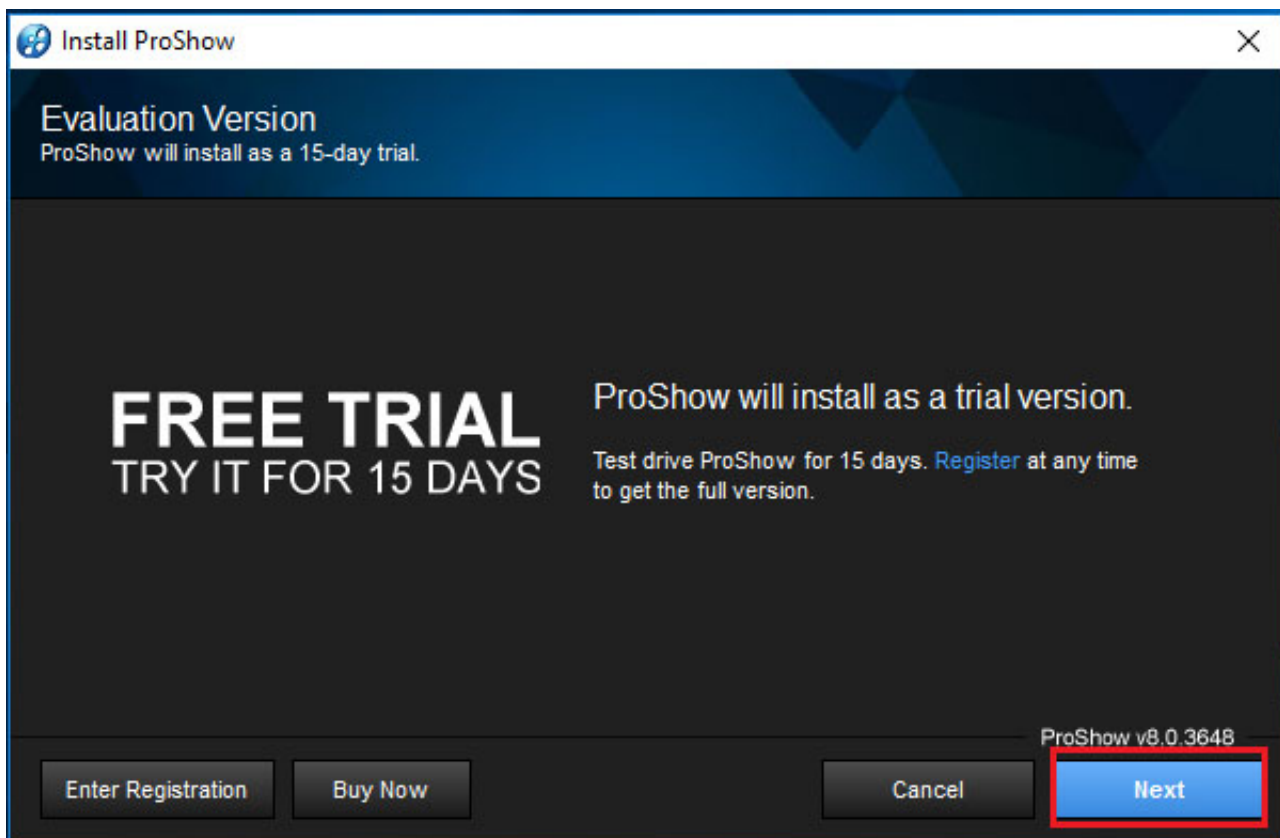 Install ProShow
Evaluation Version
ProShow will install as a 15-day trial.
FREE TRIAL
TRY IT FOR 15 DAYS
ProShow will install as a trial version.
Test drive ProShow for 15 days. Register at any time
to get the full version.
ProShow v8.0.3648
Enter Registration
Buy Now
Cancel
Next